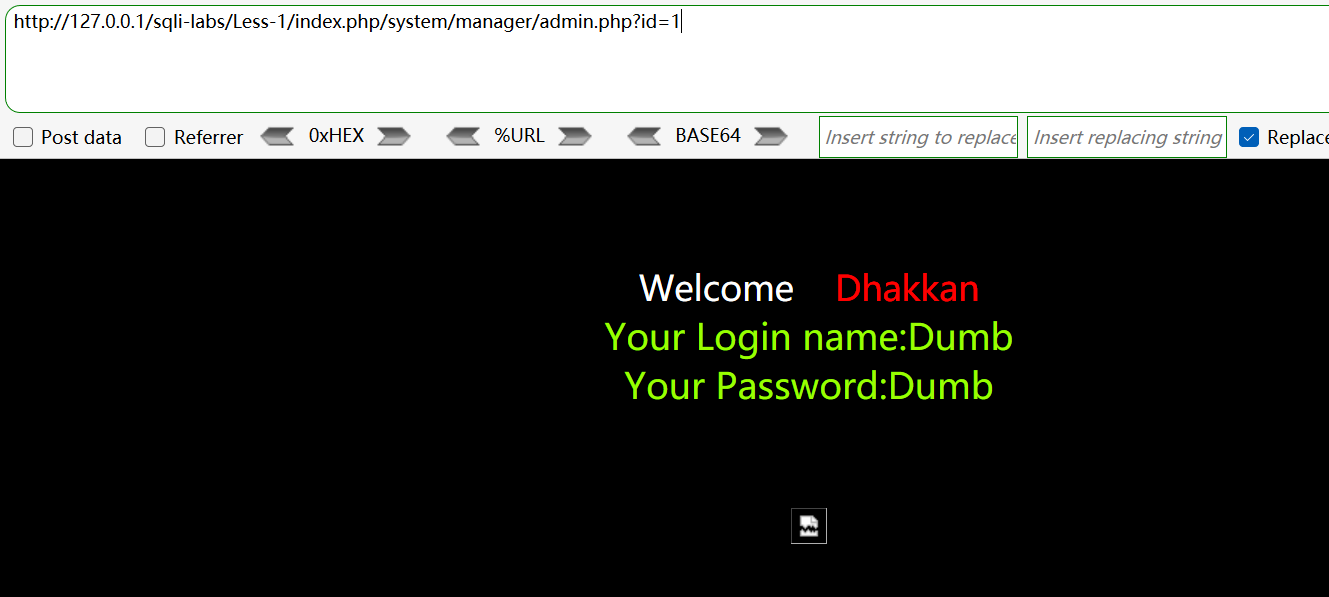 http://127.0.0.1/sqli-labs/Less-1/index.php/system/manager/admin.php?id=1
Post data Referrer 0xHEX %URL BASE64 Insert string to replace Insert replacing string Replace
Welcome Dhakkan
Your Login name:Dumb
Your Password:Dumb